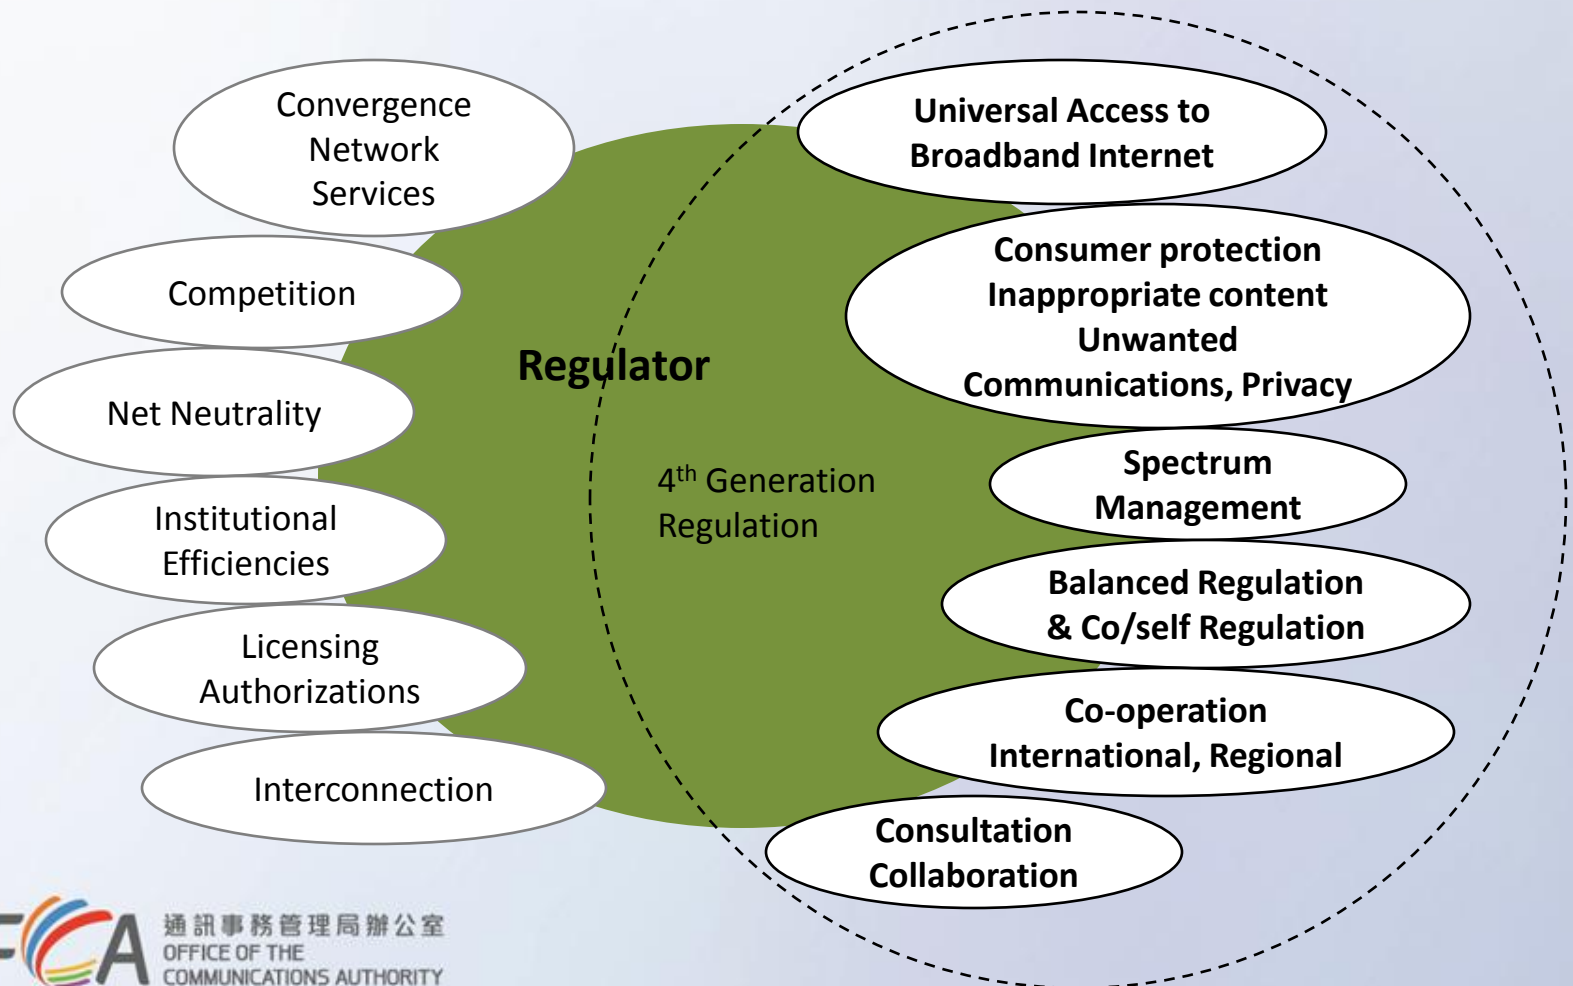 Convergence
Network
Services
Competition
Net Neutrality
Institutional
Efficiencies
Licensing
Authorizations
Interconnection
Regulator
4th Generation
Regulation
Universal Access to
Broadband Internet
Consumer protection
Inappropriate content
Unwanted
Communications, Privacy
Spectrum
Management
Balanced Regulation
& Co/self Regulation
Co-operation
International, Regional
Consultation
Collaboration
通訊事務管理局辦公室
OFFICE OF THE
COMMUNICATIONS AUTHORITY